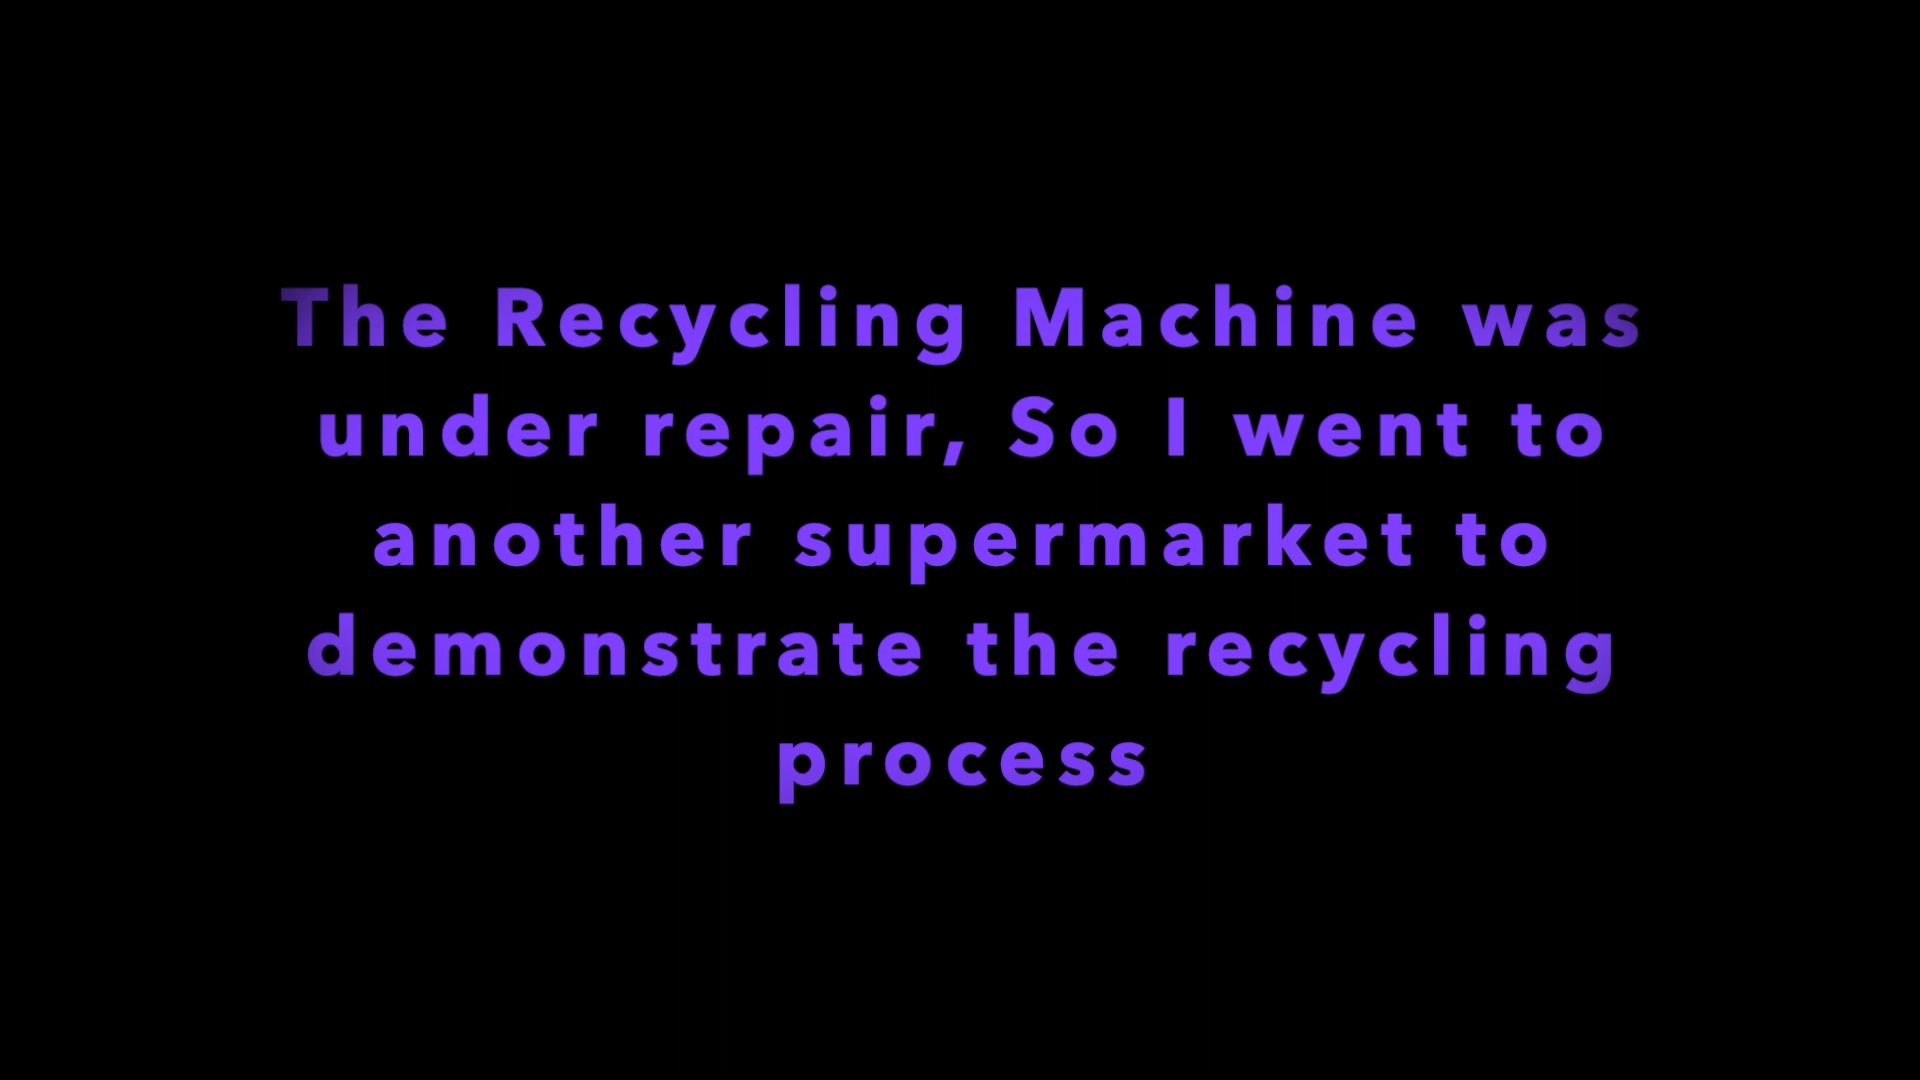 The Recycling Machine was
under repair, So I went to
another supermarket to
demonstrate the recycling
process